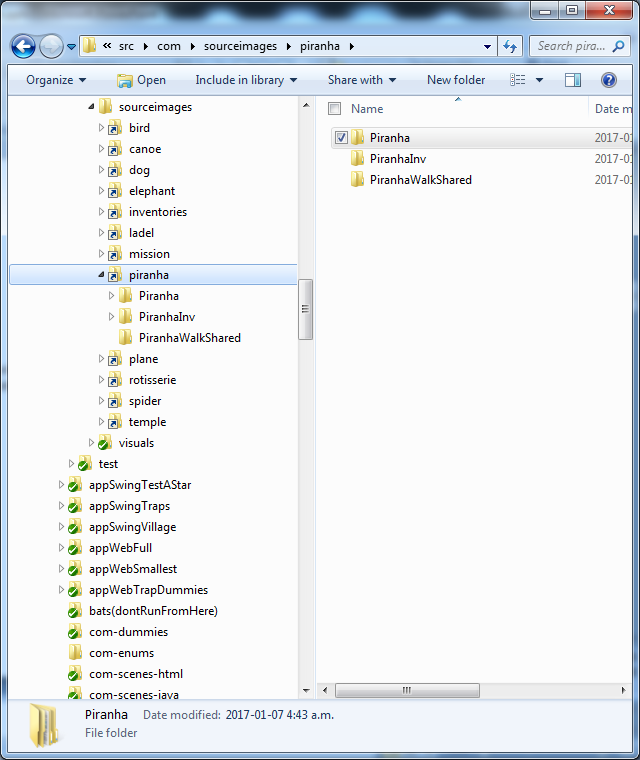 « src com sourceimages piranha
Search pira...
Organize Open Include in library Share with New folder
sourceimages
bird
canoe
dog
elephant
inventories
ladel
mission
piranha
Piranha
PiranhaInv
PiranhaWalkShared
plane
rotisserie
spider
temple
visuals
test
appSwingTestAStar
appSwingTraps
appSwingVillage
appWebFull
appWebSmallest
appWebTrapDummies
bats(dontRunFromHere)
com-dummies
com-enums
com-scenes-html
com-scenes-java
Name Date m
Piranha 2017-01
PiranhaInv 2017-01
PiranhaWalkShared 2017-01
Piranha Date modified: 2017-01-07 4:43 a.m.
File folder